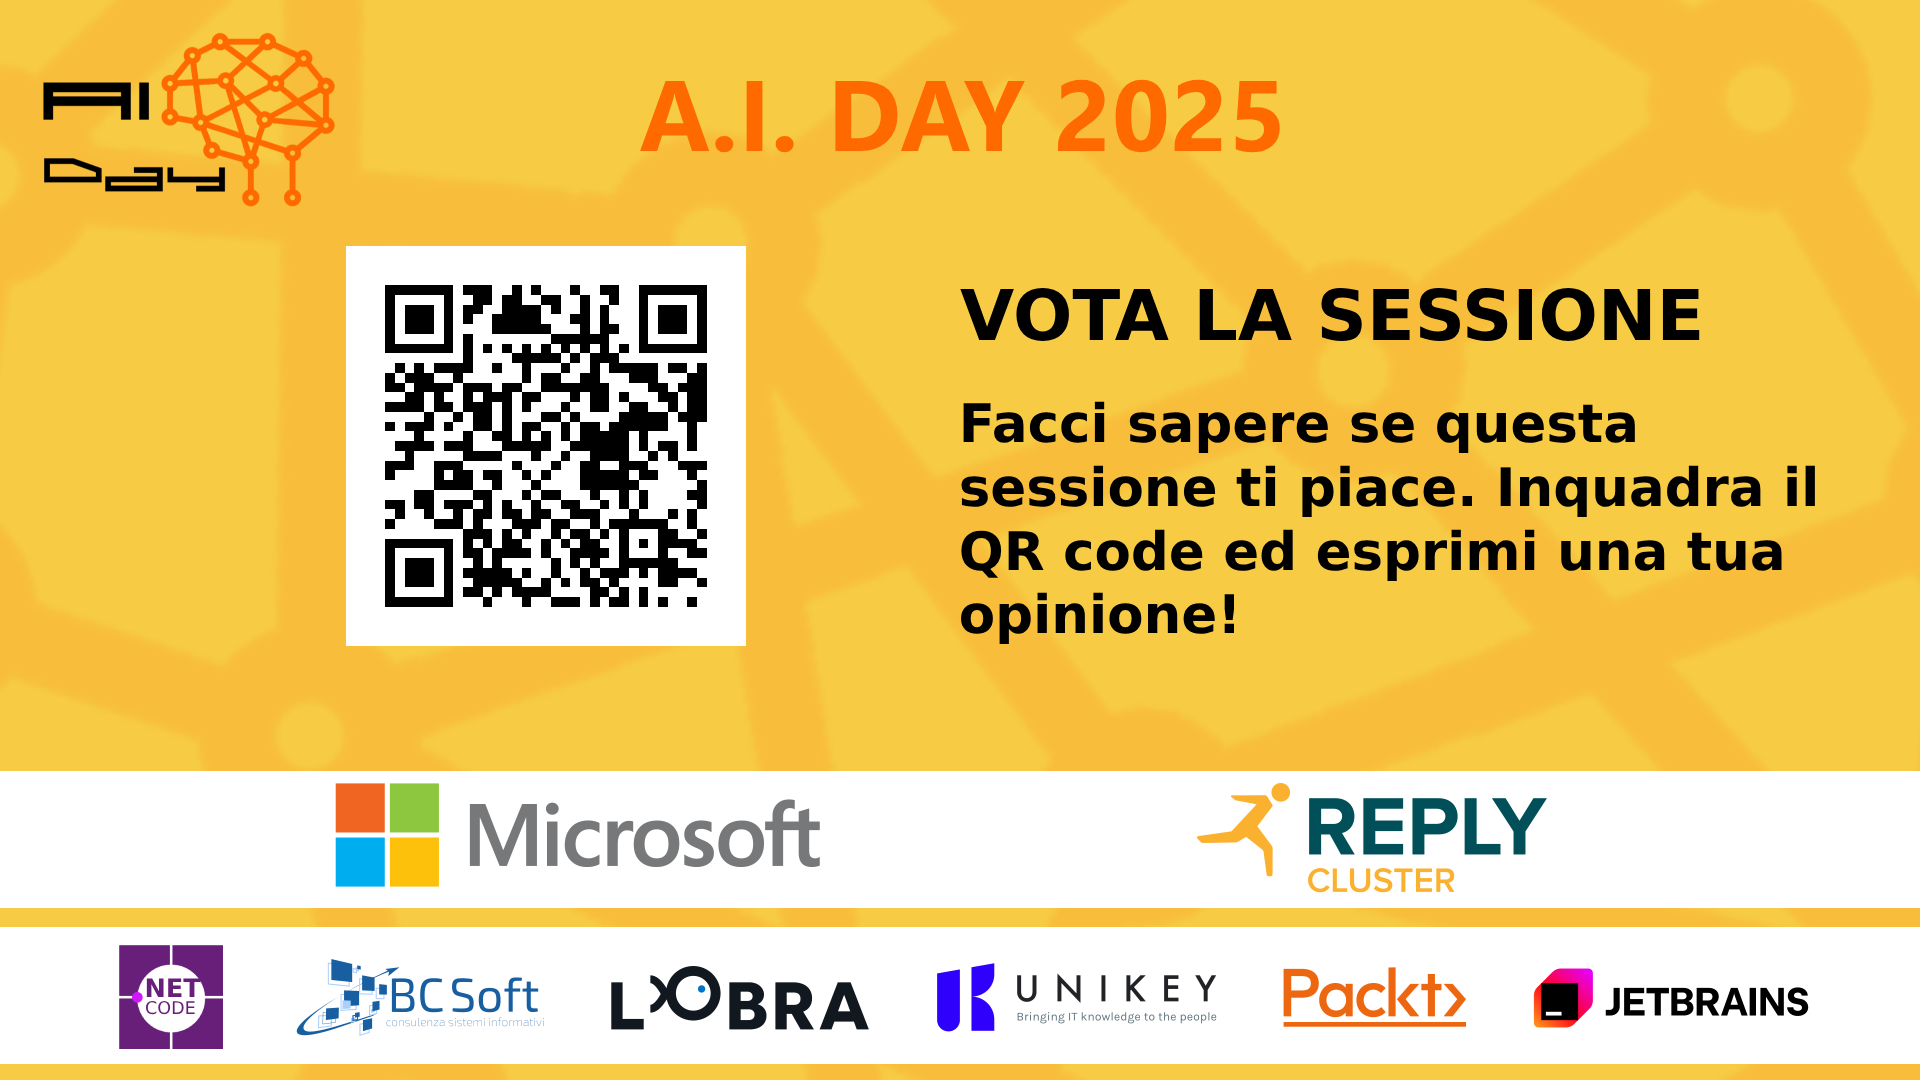 AI
Day
A.I. DAY 2025
VOTA LA SESSIONE
Facci sapere se questa
sessione ti piace. Inquadra il
QR code ed esprimi una tua
opinione!
Microsoft
REPLY
CLUSTER
NET
CODE
BCSoft
consulenza sistemi informativi
LOBRA
UNIKEY
Bringing IT knowledge to the people
Packt>
JETBRAINS